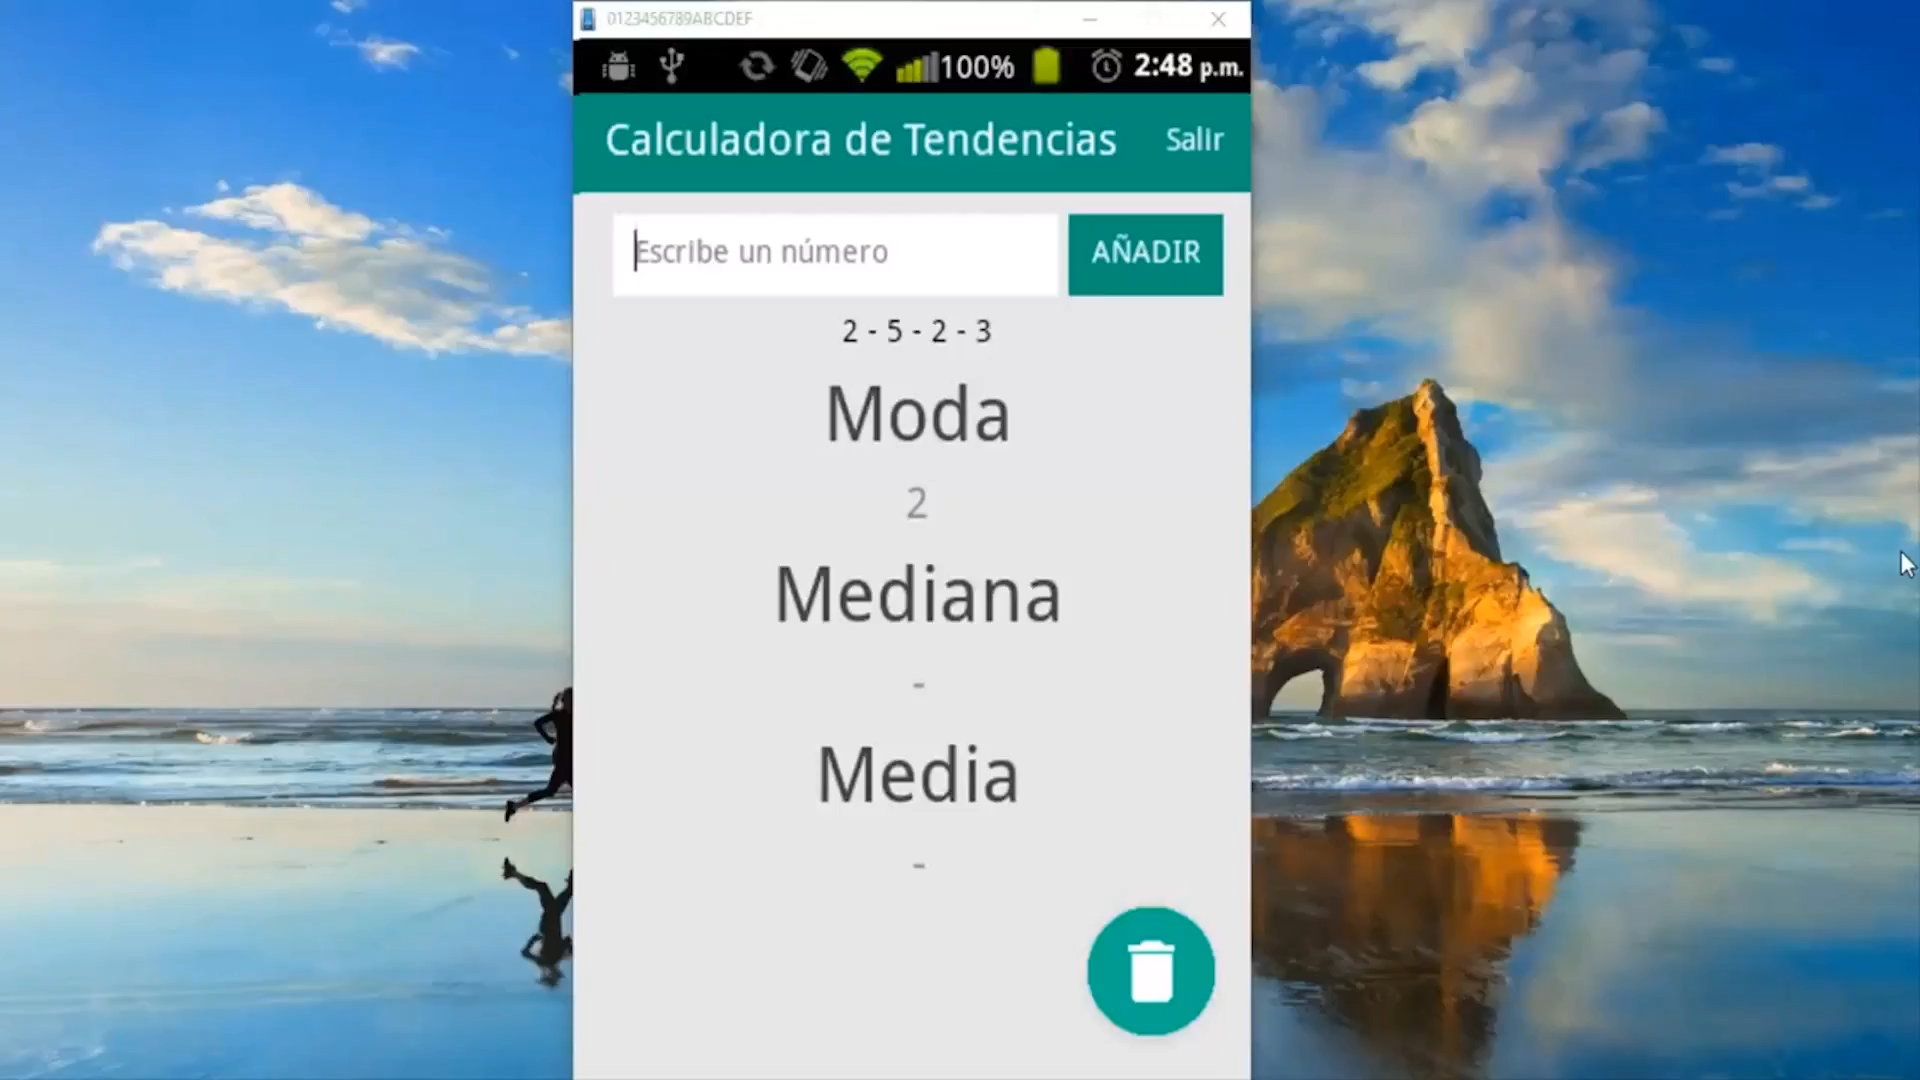 0123456789ABCDEF
100% 2:48 p.m.
Calculadora de Tendencias Salir
Escribe un número AÑADIR
2 - 5 - 2 - 3
Moda
2
Mediana
-
Media
-